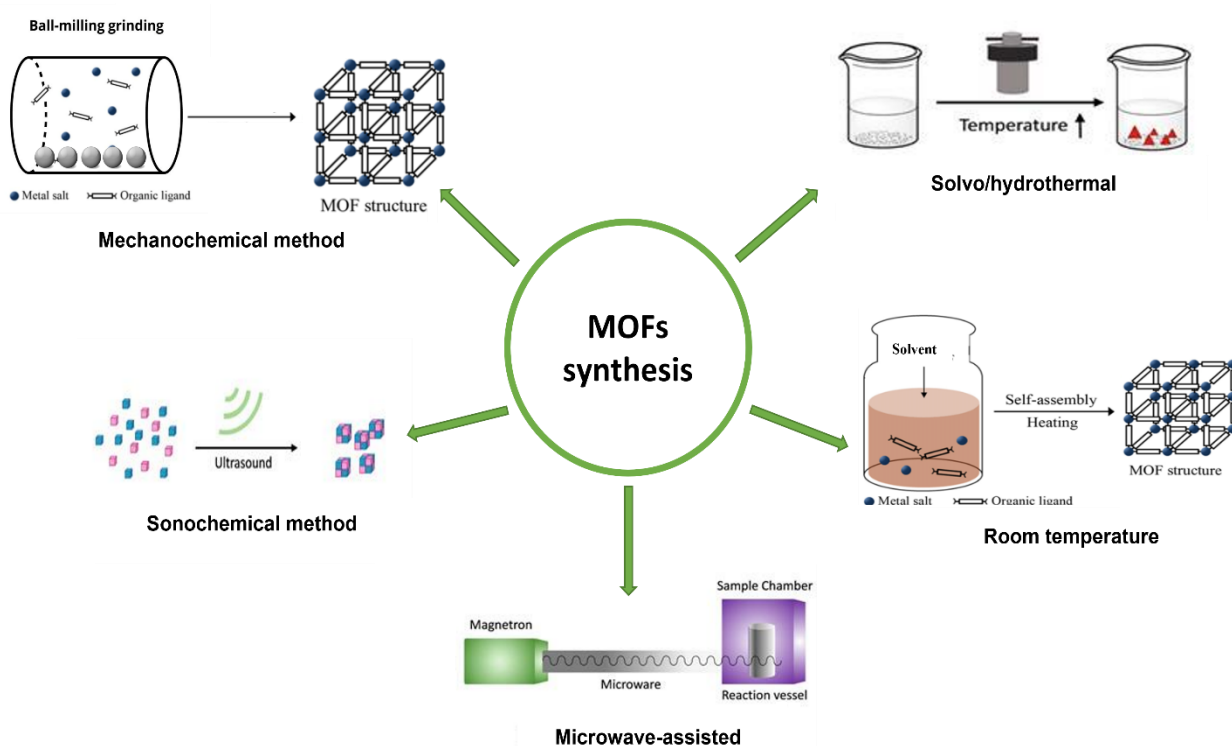 Ball-milling grinding
Metal salt
Organic ligand
MOF structure
Mechanochemical method
Temperature
Solvo/hydrothermal
MOFs
synthesis
Solvent
Self-assembly
Heating
MOF structure
Metal salt
Organic ligand
Room temperature
Ultrasound
Sonochemical method
Magnetron
Microware
Sample Chamber
Reaction vessel
Microwave-assisted